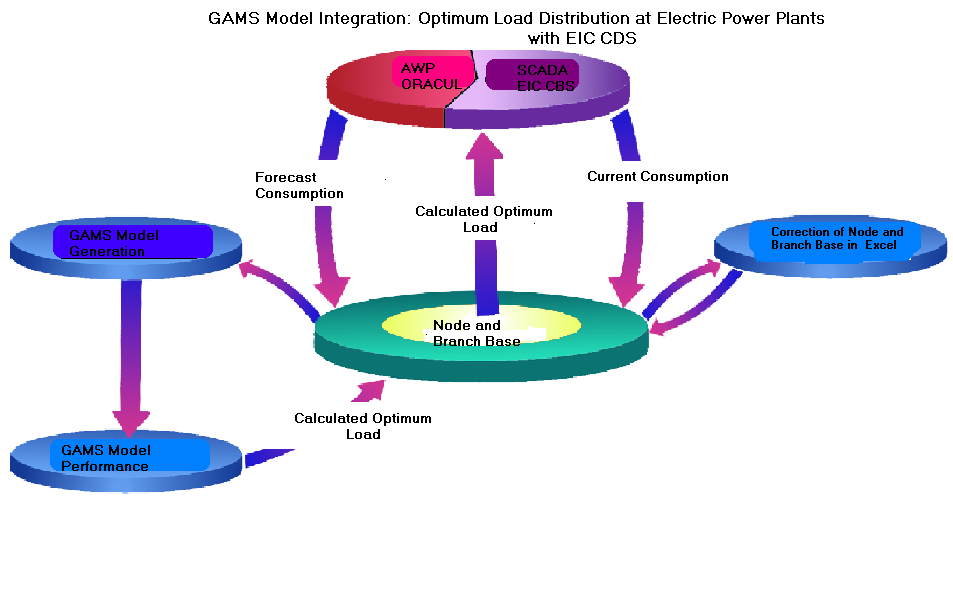 GAMS Model Integration: Optimum Load Distribution at Electric Power Plants
with EIC CDS
AWP
ORACUL
SCADA
EIC CBS
Forecast
Consumption
Current Consumption
Calculated Optimum
Load
GAMS Model
Generation
Correction of Node and
Branch Base in Excel
Node and
Branch Base
Calculated Optimum
Load
GAMS Model
Performance